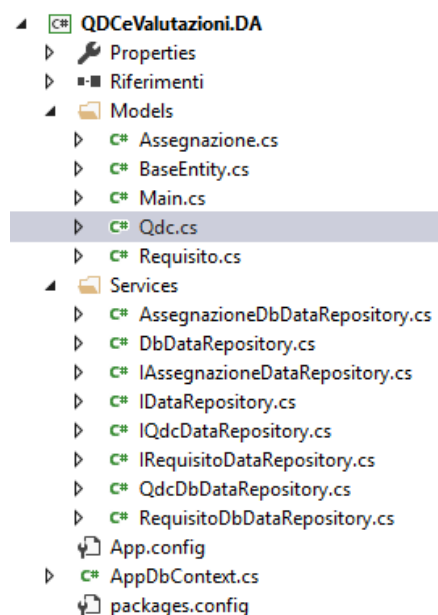 C# QDCeValutazioni.DA
Properties
Riferimenti
Models
C# Assegnazione.cs
C# BaseEntity.cs
C# Main.cs
C# Qdc.cs
C# Requisito.cs
Services
C# AssegnazioneDbDataRepository.cs
C# DbDataRepository.cs
C# IAssegnazioneDataRepository.cs
C# IDataRepository.cs
C# IQdcDataRepository.cs
C# IRequisitoDataRepository.cs
C# QdcDbDataRepository.cs
C# RequisitoDbDataRepository.cs
App.config
C# AppDbContext.cs
packages.config